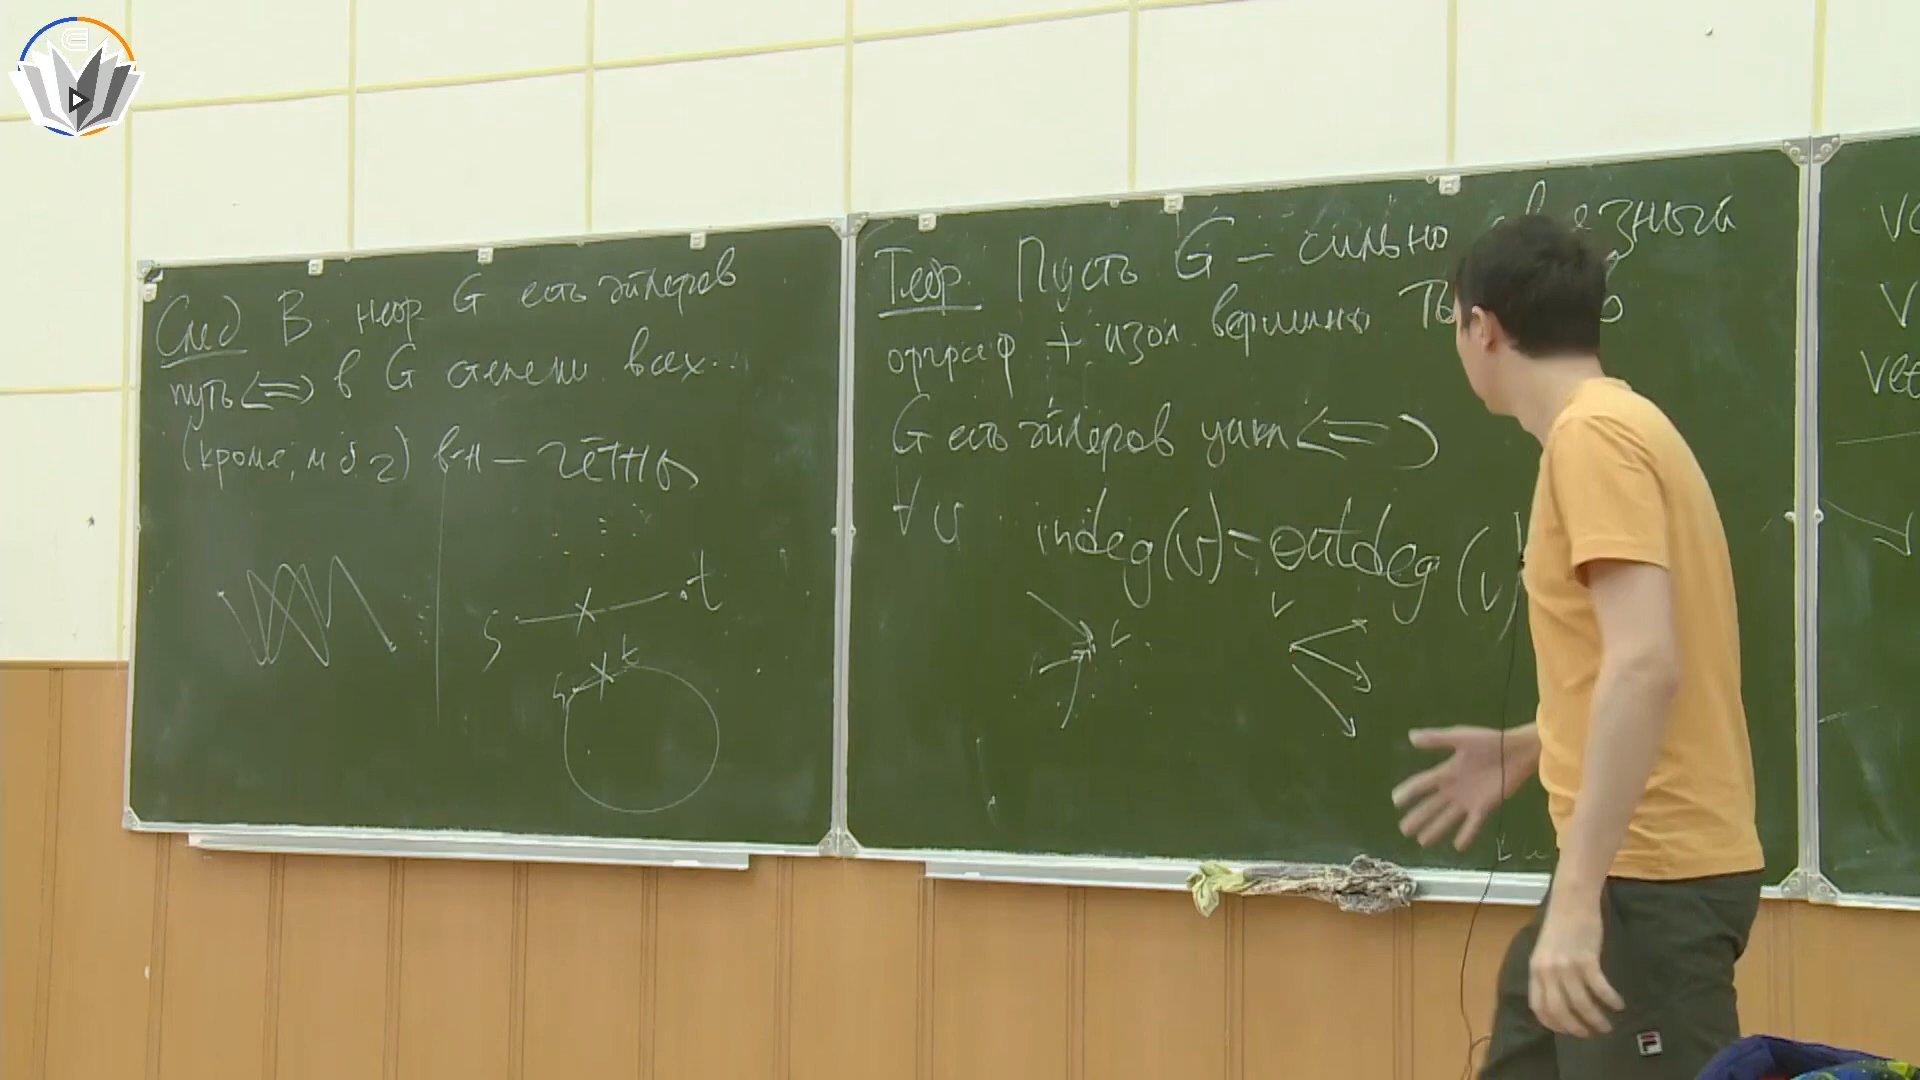 След В неор G есть эйлеров
путь <=> в G степени всех...
(кроме, м.б. 2) в-н - чётны
s t
s t
Теор. Пусть G - сильно связный
орграф + изол. вершины
G есть эйлеров цикл <=>
∀ v indeg(v) = outdeg(v)
v v